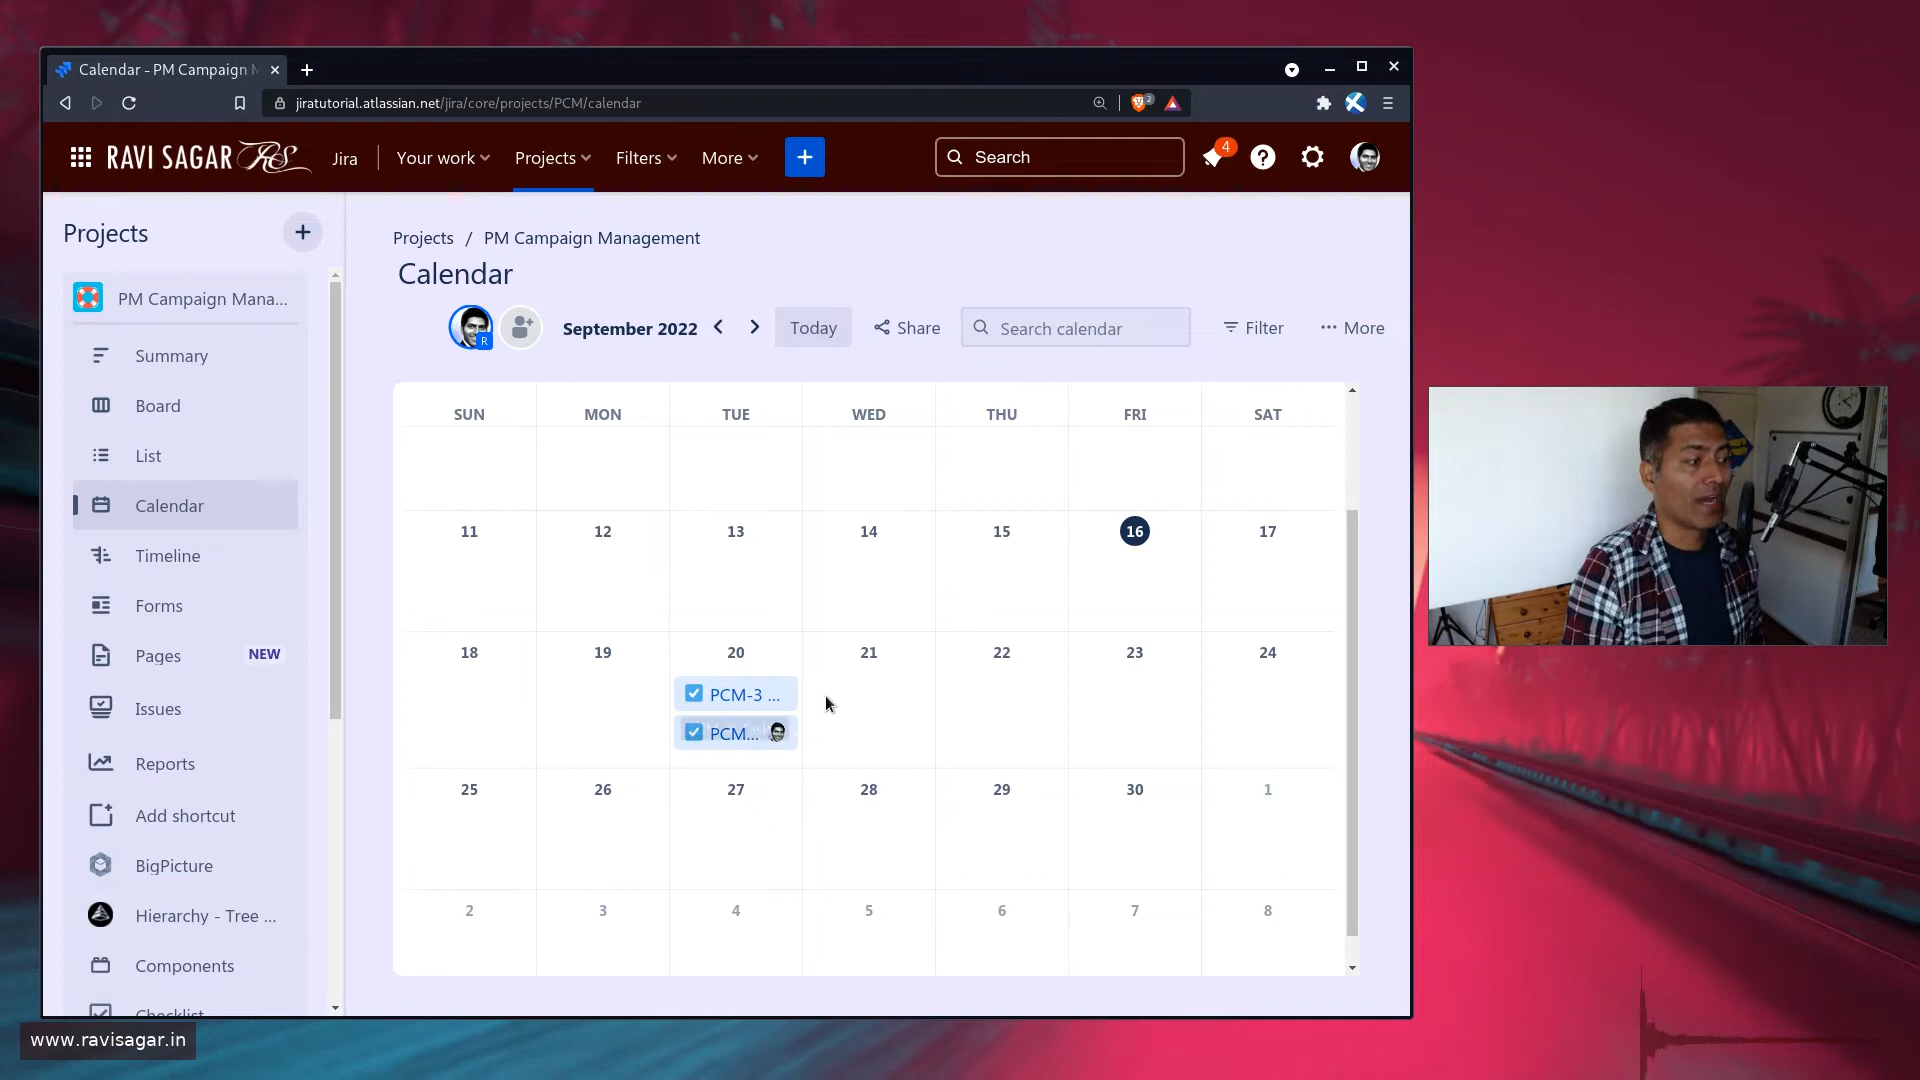 Calendar - PM Campaign M
jiratutorial.atlassian.net/jira/core/projects/PCM/calendar
2
RAVI SAGAR RS
Jira
Your work
Projects
Filters
More
Search
4
Projects
PM Campaign Mana...
Summary
Board
List
Calendar
Timeline
Forms
Pages
NEW
Issues
Reports
Add shortcut
BigPicture
Hierarchy - Tree ...
Components
Checklist
Projects / PM Campaign Management
Calendar
R
September 2022
Today
Share
Search calendar
Filter
More
SUN MON TUE WED THU FRI SAT
11 12 13 14 15 16 17
18 19 20 21 22 23 24
PCM-3 ...
PCM...
25 26 27 28 29 30 1
2 3 4 5 6 7 8
www.ravisagar.in